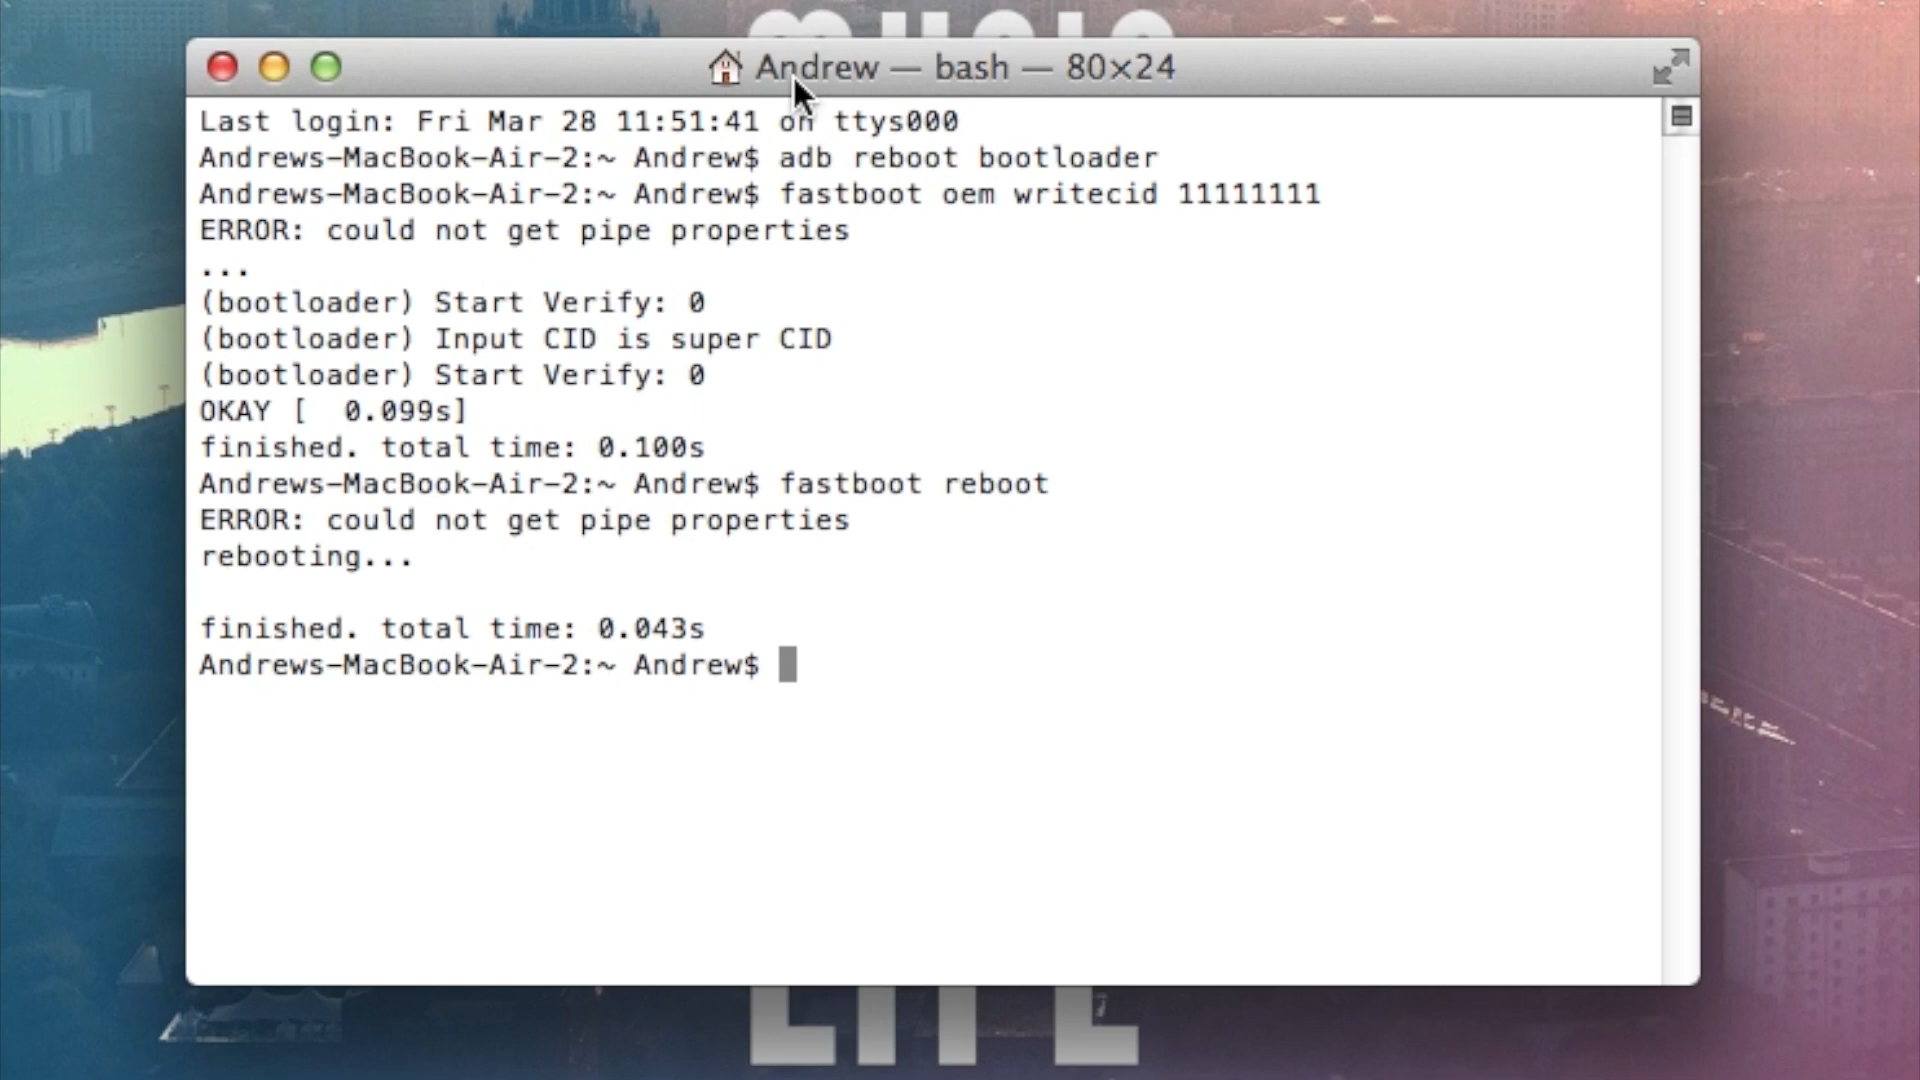 Andrew — bash — 80×24
Last login: Fri Mar 28 11:51:41 on ttys000
Andrews-MacBook-Air-2:~ Andrew$ adb reboot bootloader
Andrews-MacBook-Air-2:~ Andrew$ fastboot oem writecid 11111111
ERROR: could not get pipe properties
...
(bootloader) Start Verify: 0
(bootloader) Input CID is super CID
(bootloader) Start Verify: 0
OKAY [  0.099s]
finished. total time: 0.100s
Andrews-MacBook-Air-2:~ Andrew$ fastboot reboot
ERROR: could not get pipe properties
rebooting...
finished. total time: 0.043s
Andrews-MacBook-Air-2:~ Andrew$
LIFE